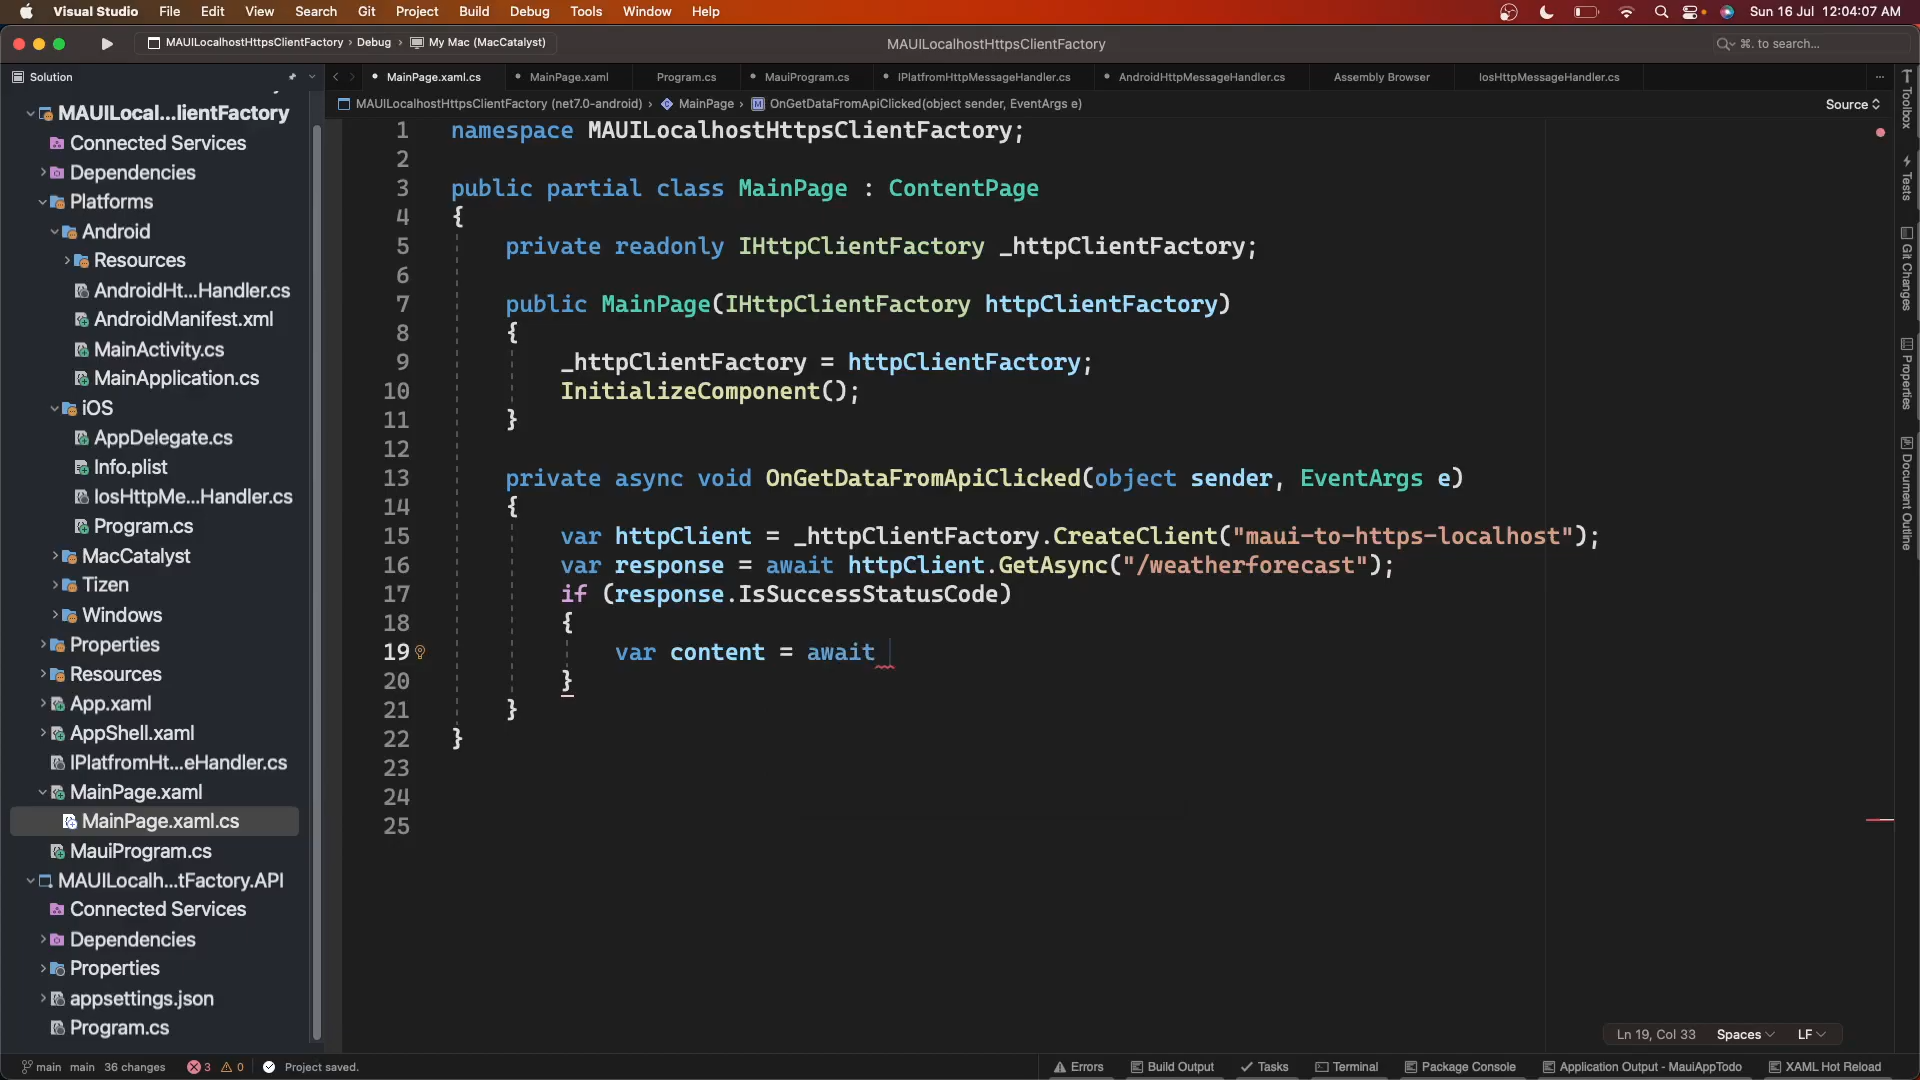 Visual Studio File Edit View Search Git Project Build Debug Tools Window Help Sun 16 Jul 12:04:07 AM
MAUILocalhostHttpsClientFactory › Debug › My Mac (MacCatalyst) MAUILocalhostHttpsClientFactory ⌘. to search...
Solution MainPage.xaml.cs MainPage.xaml Program.cs MauiProgram.cs IPlatfromHttpMessageHandler.cs AndroidHttpMessageHandler.cs Assembly Browser IosHttpMessageHandler.cs
MAUILocalhostHttpsClientFactory (net7.0-android) › MainPage › OnGetDataFromApiClicked(object sender, EventArgs e) Source
MAUILocal...lientFactory
Connected Services
Dependencies
Platforms
Android
Resources
AndroidHt...Handler.cs
AndroidManifest.xml
MainActivity.cs
MainApplication.cs
iOS
AppDelegate.cs
Info.plist
IosHttpMe...Handler.cs
Program.cs
MacCatalyst
Tizen
Windows
Properties
Resources
App.xaml
AppShell.xaml
IPlatfromHt...eHandler.cs
MainPage.xaml
MainPage.xaml.cs
MauiProgram.cs
MAUILocalh...tFactory.API
Connected Services
Dependencies
Properties
appsettings.json
Program.cs
1 namespace MAUILocalhostHttpsClientFactory;
2
3 public partial class MainPage : ContentPage
4 {
5 private readonly IHttpClientFactory _httpClientFactory;
6
7 public MainPage(IHttpClientFactory httpClientFactory)
8 {
9 _httpClientFactory = httpClientFactory;
10 InitializeComponent();
11 }
12
13 private async void OnGetDataFromApiClicked(object sender, EventArgs e)
14 {
15 var httpClient = _httpClientFactory.CreateClient("maui-to-https-localhost");
16 var response = await httpClient.GetAsync("/weatherforecast");
17 if (response.IsSuccessStatusCode)
18 {
19 var content = await
20 }
21 }
22 }
23
24
25
Toolbox
Tests
Git Changes
Properties
Document Outline
Ln 19, Col 33 Spaces LF
main main 36 changes 3 0 Project saved. Errors Build Output Tasks Terminal Package Console Application Output - MauiAppTodo XAML Hot Reload